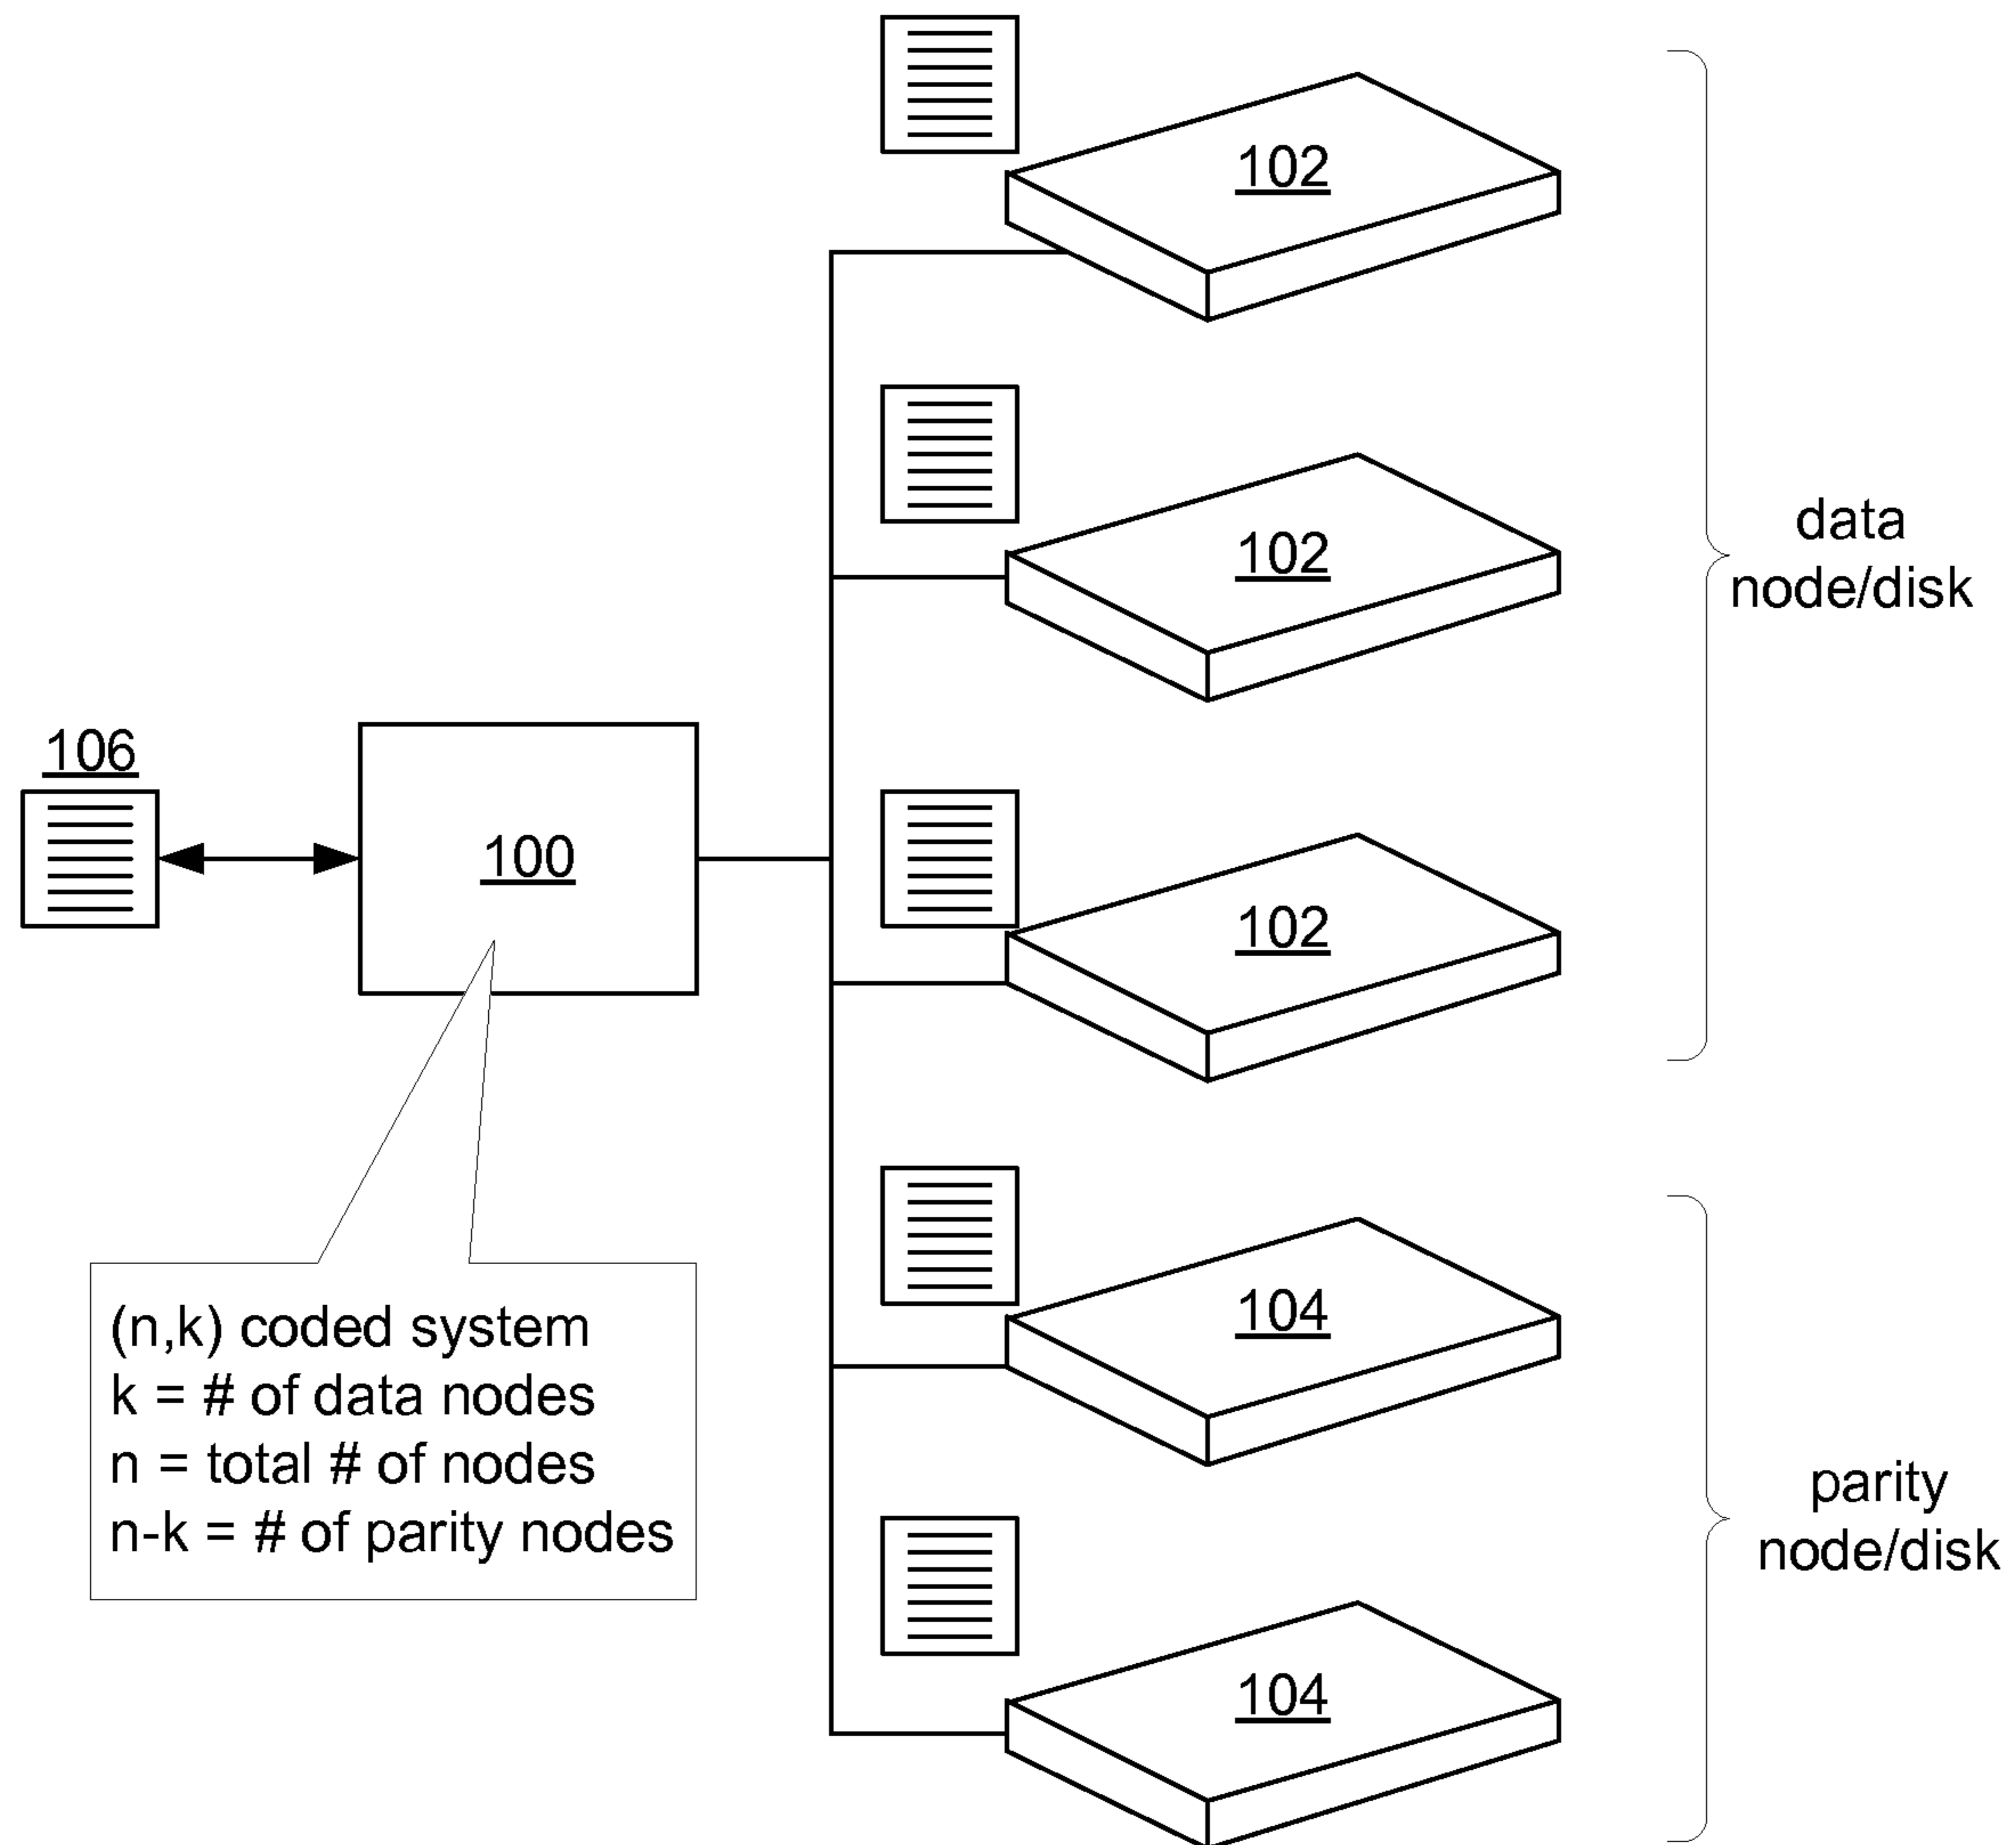 102
102
data
node/disk
106
100
102
(n,k) coded system
k = # of data nodes
n = total # of nodes
n-k = # of parity nodes
104
parity
node/disk
104